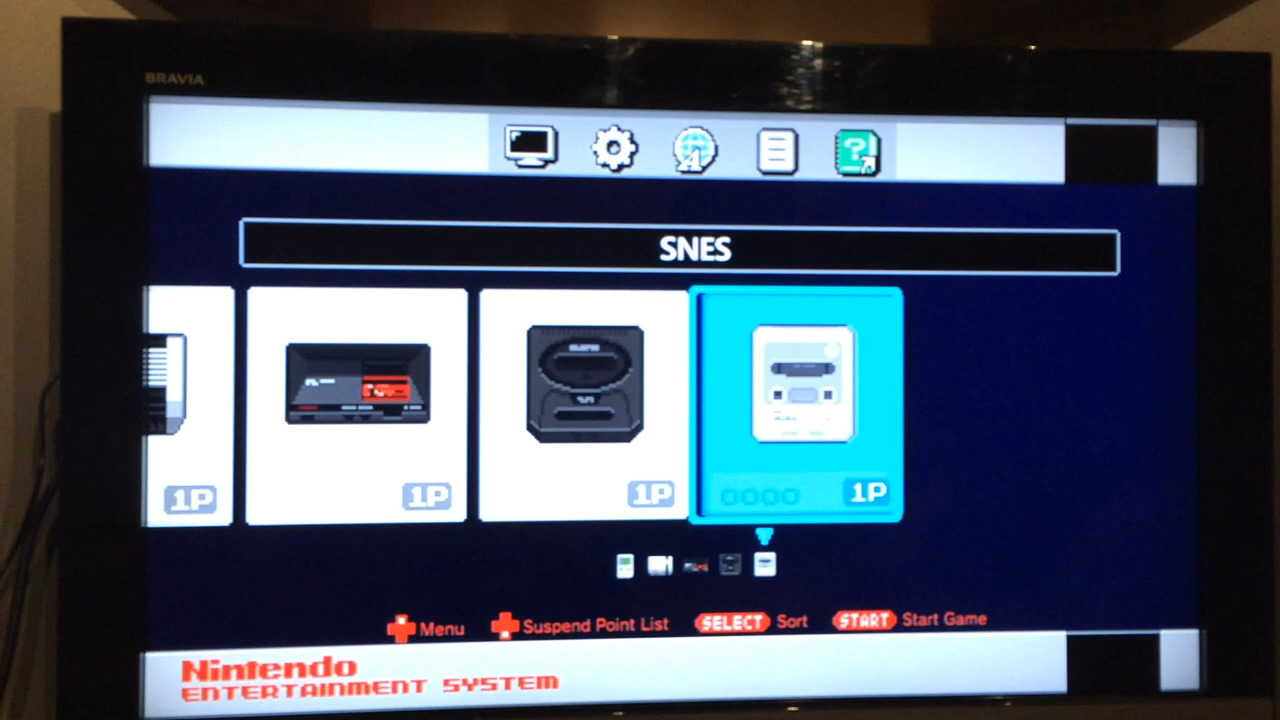 BRAVIA
SNES
1P
1P
1P
1P
Menu
Suspend Point List
SELECT Sort
START Start Game
Nintendo
ENTERTAINMENT SYSTEM